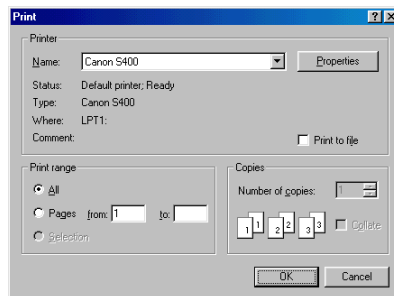 Print
Printer
Name: Canon S400 Properties
Status: Default printer; Ready
Type: Canon S400
Where: LPT1:
Comment: Print to file
Print range
All
Pages from: 1 to:
Selection
Copies
Number of copies: 1
1 1 2 2 3 3 Collate
OK Cancel